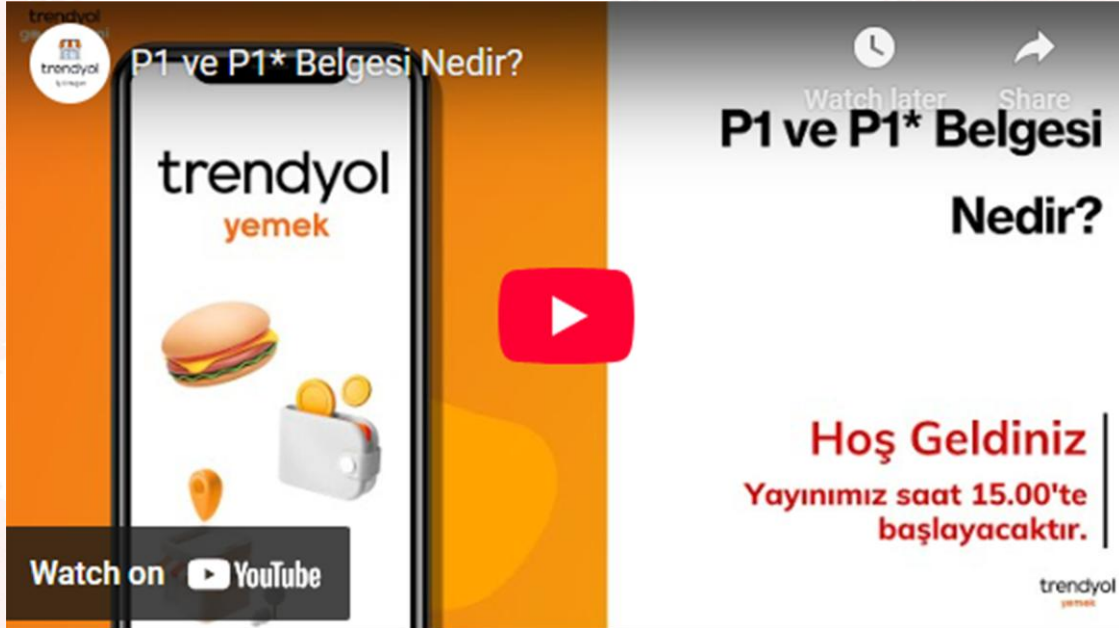 trendyol
trendyol
P1 ve P1* Belgesi Nedir?
Watch later
Share
P1 ve P1* Belgesi
Nedir?
trendyol
yemek
Hoş Geldiniz
Yayınımız saat 15.00'te
başlayacaktır.
Watch on YouTube
trendyol
yemek